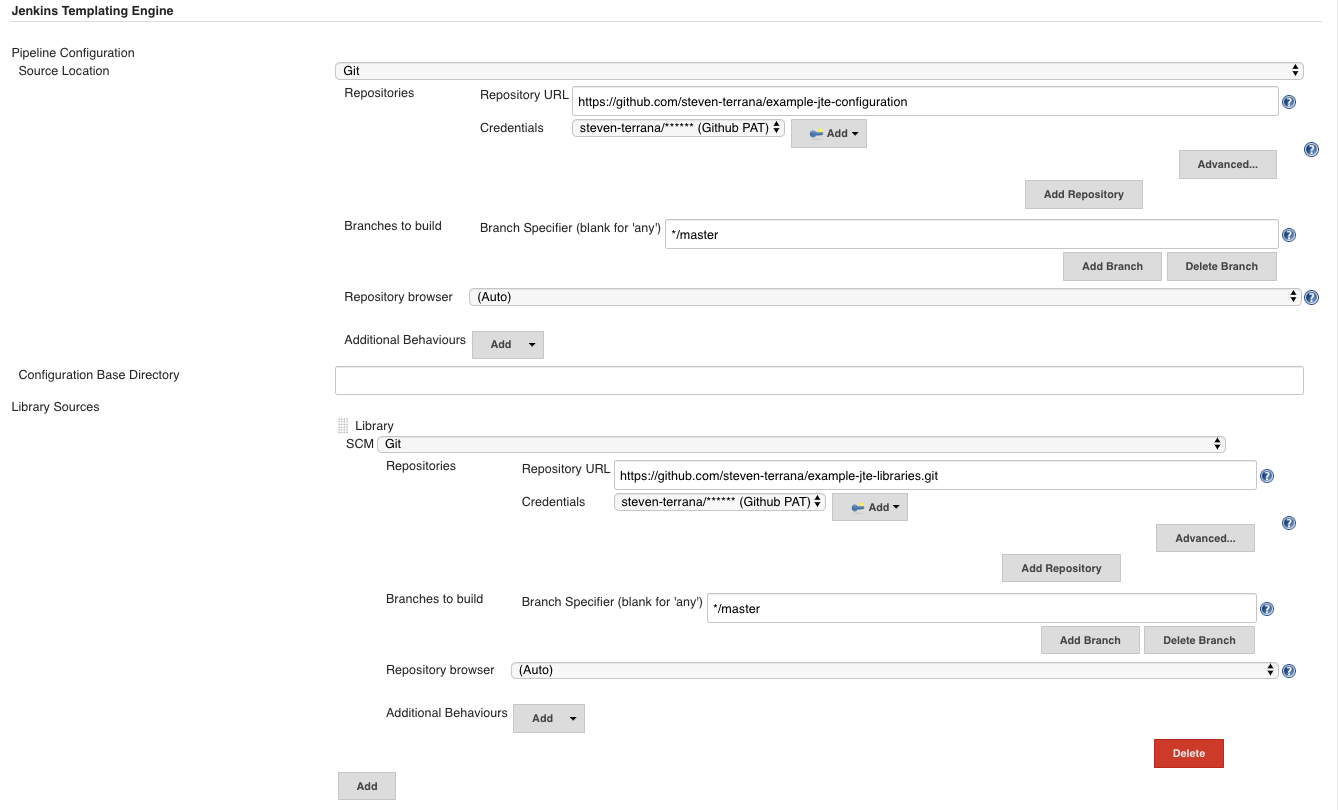 Jenkins Templating Engine
Pipeline Configuration
Source Location
Git
Repositories
Repository URL
https://github.com/steven-terrana/example-jte-configuration
Credentials
steven-terrana/****** (Github PAT)
Add
Advanced...
Add Repository
Branches to build
Branch Specifier (blank for 'any')
*/master
Add Branch
Delete Branch
Repository browser
(Auto)
Additional Behaviours
Add
Configuration Base Directory
Library Sources
Library
SCM
Git
Repositories
Repository URL
https://github.com/steven-terrana/example-jte-libraries.git
Credentials
steven-terrana/****** (Github PAT)
Add
Advanced...
Add Repository
Branches to build
Branch Specifier (blank for 'any')
*/master
Add Branch
Delete Branch
Repository browser
(Auto)
Additional Behaviours
Add
Delete
Add